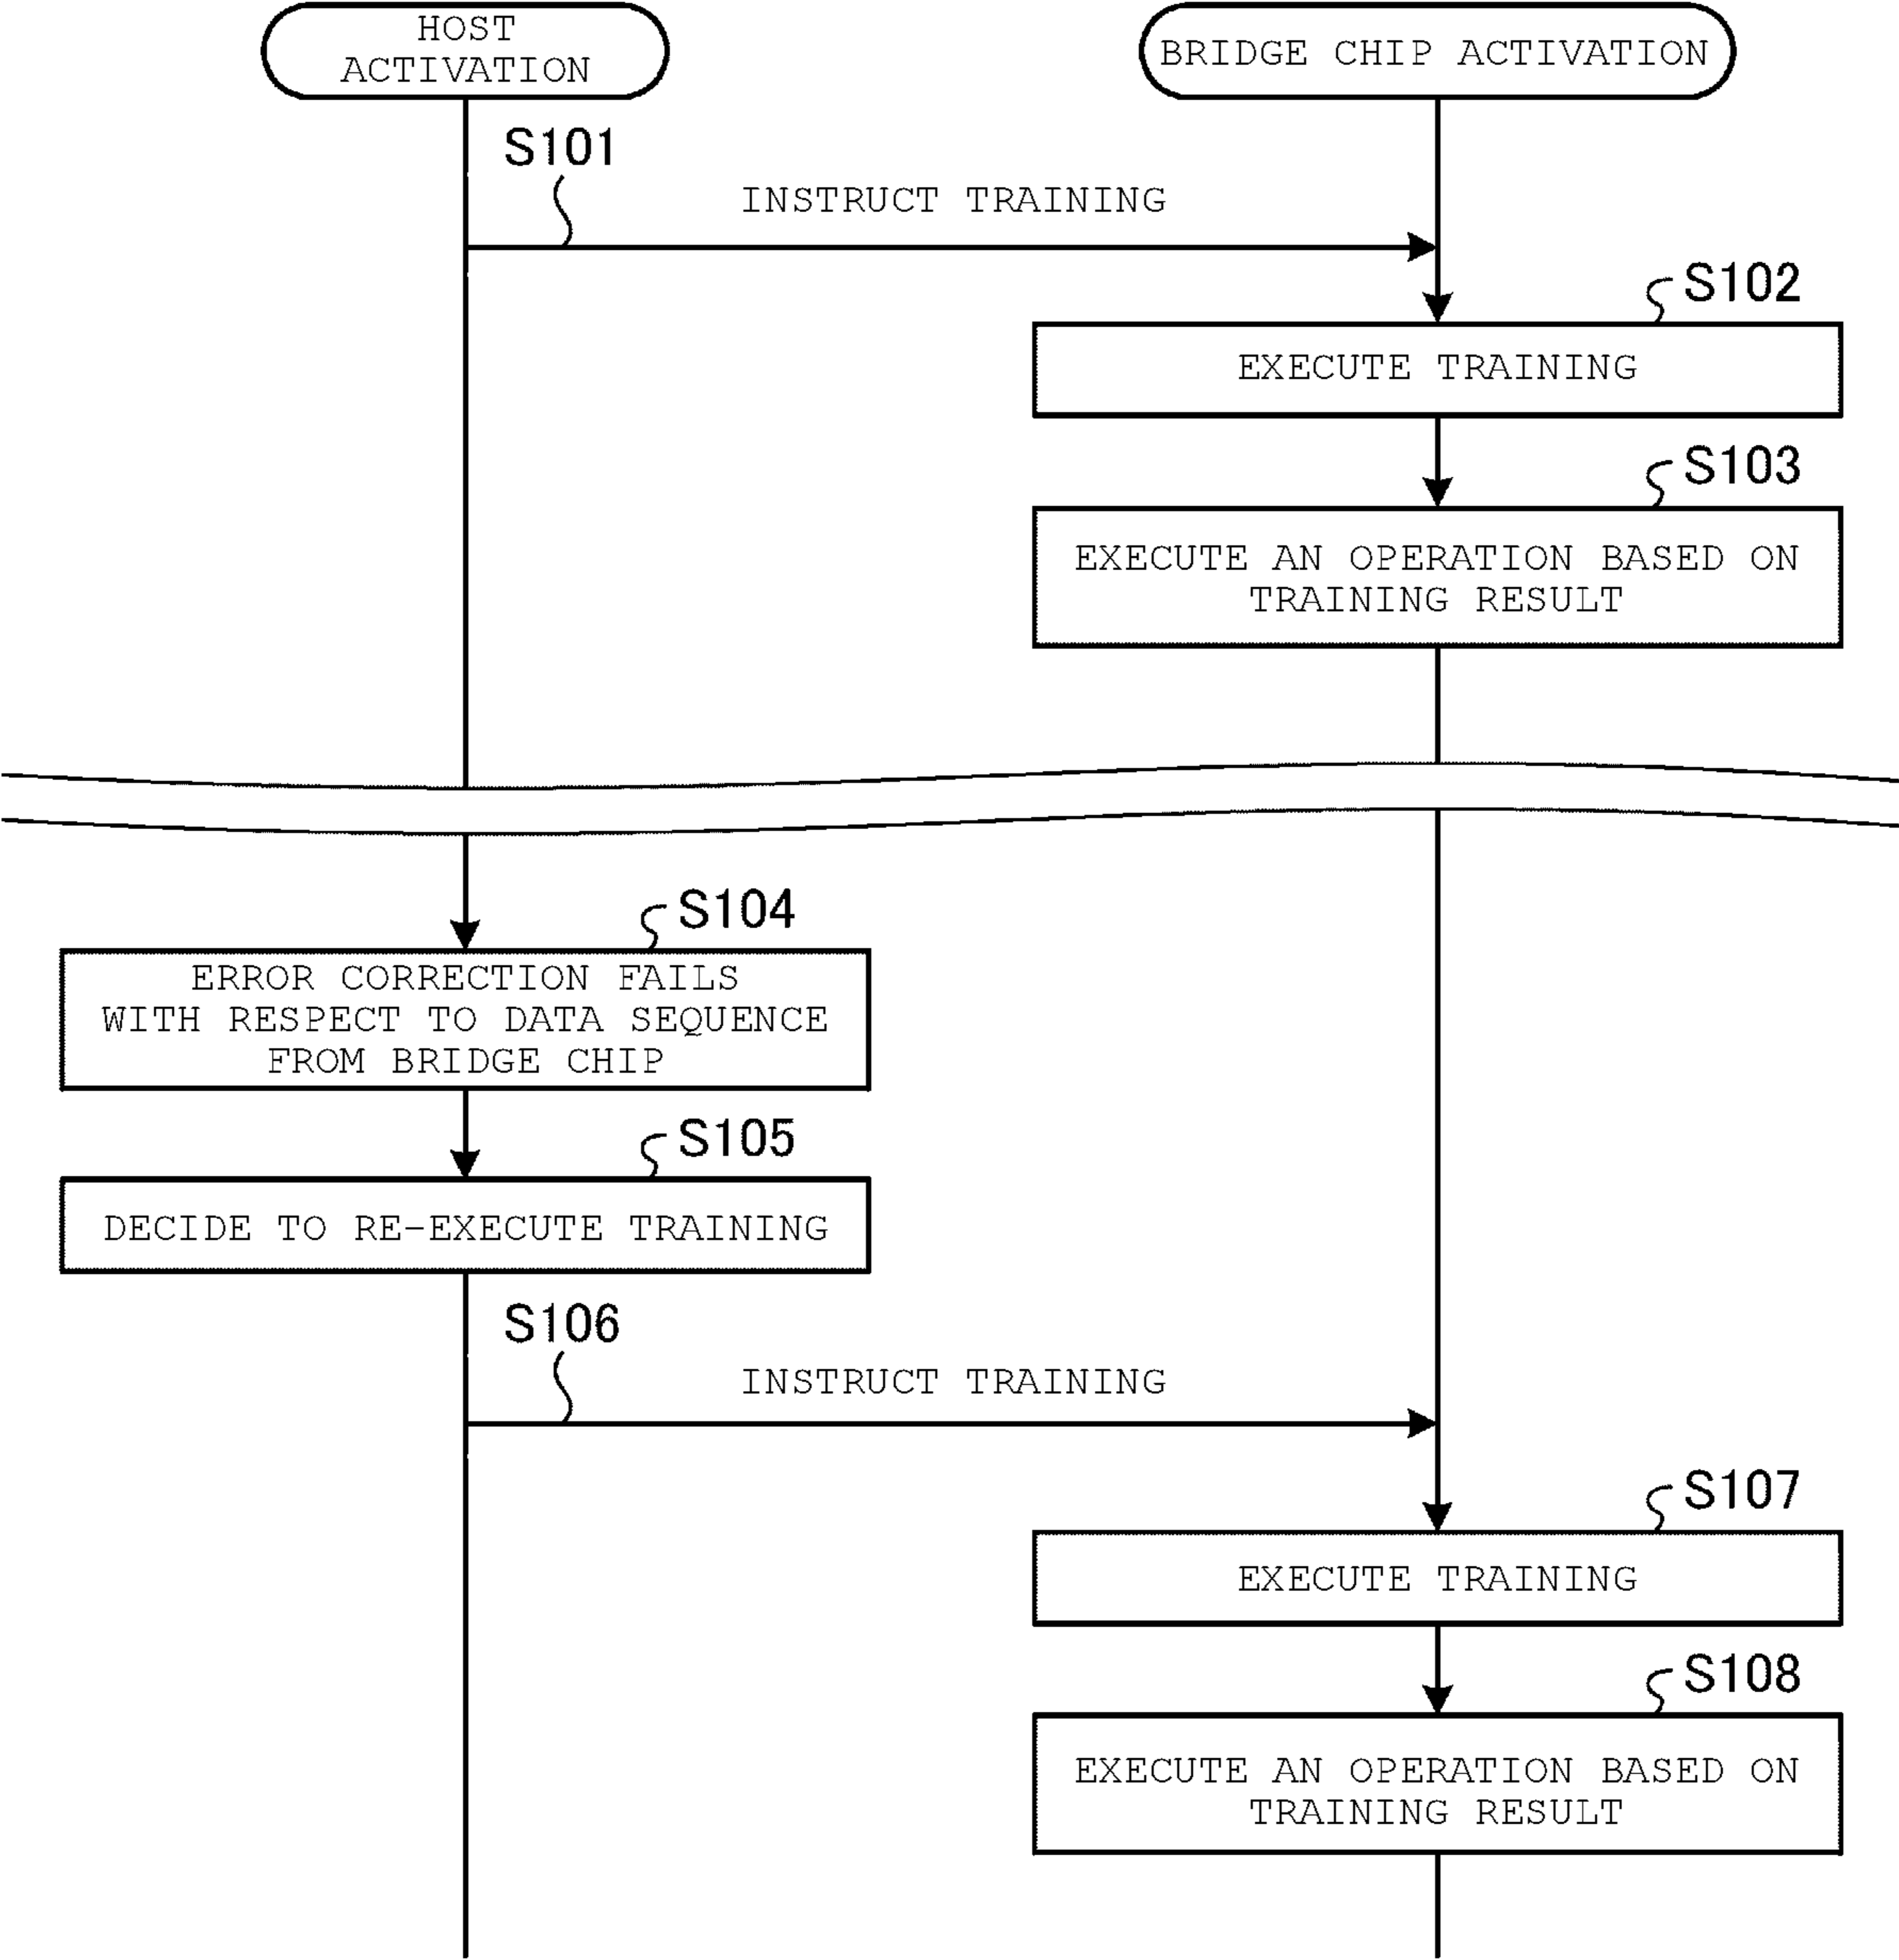 HOST
ACTIVATION
BRIDGE CHIP ACTIVATION
S101
INSTRUCT TRAINING
S102
EXECUTE TRAINING
S103
EXECUTE AN OPERATION BASED ON
TRAINING RESULT
S104
ERROR CORRECTION FAILS
WITH RESPECT TO DATA SEQUENCE
FROM BRIDGE CHIP
S105
DECIDE TO RE-EXECUTE TRAINING
S106
INSTRUCT TRAINING
S107
EXECUTE TRAINING
S108
EXECUTE AN OPERATION BASED ON
TRAINING RESULT